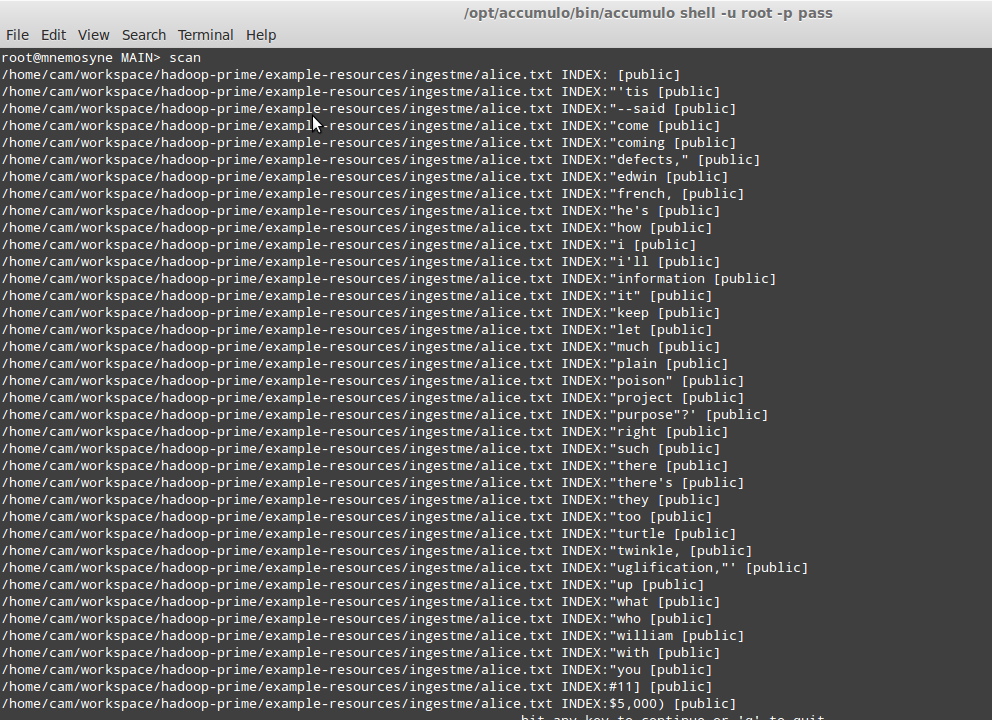 /opt/accumulo/bin/accumulo shell -u root -p pass
File Edit View Search Terminal Help
root@mnemosyne MAIN> scan
/home/cam/workspace/hadoop-prime/example-resources/ingestme/alice.txt INDEX: [public]
/home/cam/workspace/hadoop-prime/example-resources/ingestme/alice.txt INDEX:"'tis [public]
/home/cam/workspace/hadoop-prime/example-resources/ingestme/alice.txt INDEX:"--said [public]
/home/cam/workspace/hadoop-prime/example-resources/ingestme/alice.txt INDEX:"come [public]
/home/cam/workspace/hadoop-prime/example-resources/ingestme/alice.txt INDEX:"coming [public]
/home/cam/workspace/hadoop-prime/example-resources/ingestme/alice.txt INDEX:"defects," [public]
/home/cam/workspace/hadoop-prime/example-resources/ingestme/alice.txt INDEX:"edwin [public]
/home/cam/workspace/hadoop-prime/example-resources/ingestme/alice.txt INDEX:"french, [public]
/home/cam/workspace/hadoop-prime/example-resources/ingestme/alice.txt INDEX:"he's [public]
/home/cam/workspace/hadoop-prime/example-resources/ingestme/alice.txt INDEX:"how [public]
/home/cam/workspace/hadoop-prime/example-resources/ingestme/alice.txt INDEX:"i [public]
/home/cam/workspace/hadoop-prime/example-resources/ingestme/alice.txt INDEX:"i'll [public]
/home/cam/workspace/hadoop-prime/example-resources/ingestme/alice.txt INDEX:"information [public]
/home/cam/workspace/hadoop-prime/example-resources/ingestme/alice.txt INDEX:"it" [public]
/home/cam/workspace/hadoop-prime/example-resources/ingestme/alice.txt INDEX:"keep [public]
/home/cam/workspace/hadoop-prime/example-resources/ingestme/alice.txt INDEX:"let [public]
/home/cam/workspace/hadoop-prime/example-resources/ingestme/alice.txt INDEX:"much [public]
/home/cam/workspace/hadoop-prime/example-resources/ingestme/alice.txt INDEX:"plain [public]
/home/cam/workspace/hadoop-prime/example-resources/ingestme/alice.txt INDEX:"poison" [public]
/home/cam/workspace/hadoop-prime/example-resources/ingestme/alice.txt INDEX:"project [public]
/home/cam/workspace/hadoop-prime/example-resources/ingestme/alice.txt INDEX:"purpose"?' [public]
/home/cam/workspace/hadoop-prime/example-resources/ingestme/alice.txt INDEX:"right [public]
/home/cam/workspace/hadoop-prime/example-resources/ingestme/alice.txt INDEX:"such [public]
/home/cam/workspace/hadoop-prime/example-resources/ingestme/alice.txt INDEX:"there [public]
/home/cam/workspace/hadoop-prime/example-resources/ingestme/alice.txt INDEX:"there's [public]
/home/cam/workspace/hadoop-prime/example-resources/ingestme/alice.txt INDEX:"they [public]
/home/cam/workspace/hadoop-prime/example-resources/ingestme/alice.txt INDEX:"too [public]
/home/cam/workspace/hadoop-prime/example-resources/ingestme/alice.txt INDEX:"turtle [public]
/home/cam/workspace/hadoop-prime/example-resources/ingestme/alice.txt INDEX:"twinkle, [public]
/home/cam/workspace/hadoop-prime/example-resources/ingestme/alice.txt INDEX:"uglification,"' [public]
/home/cam/workspace/hadoop-prime/example-resources/ingestme/alice.txt INDEX:"up [public]
/home/cam/workspace/hadoop-prime/example-resources/ingestme/alice.txt INDEX:"what [public]
/home/cam/workspace/hadoop-prime/example-resources/ingestme/alice.txt INDEX:"who [public]
/home/cam/workspace/hadoop-prime/example-resources/ingestme/alice.txt INDEX:"william [public]
/home/cam/workspace/hadoop-prime/example-resources/ingestme/alice.txt INDEX:"with [public]
/home/cam/workspace/hadoop-prime/example-resources/ingestme/alice.txt INDEX:"you [public]
/home/cam/workspace/hadoop-prime/example-resources/ingestme/alice.txt INDEX:#11] [public]
/home/cam/workspace/hadoop-prime/example-resources/ingestme/alice.txt INDEX:$5,000) [public]
hit any key to continue or 'q' to quit